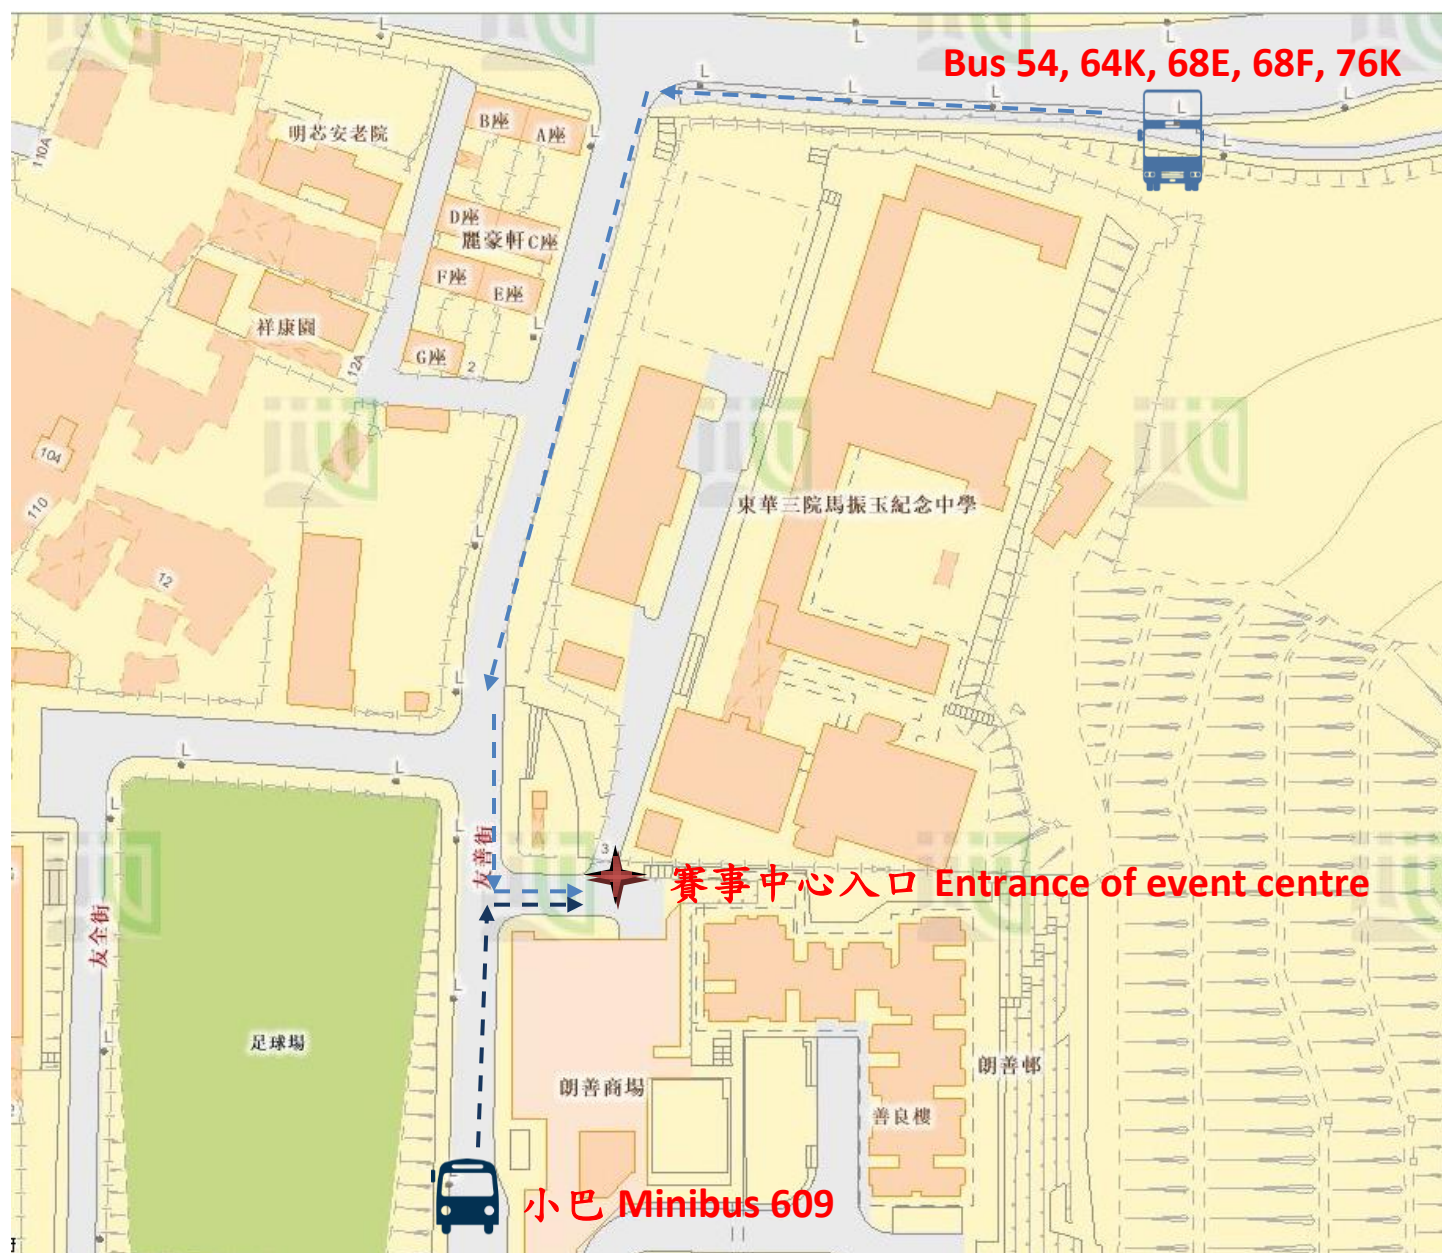 L
L
L
Bus 54, 64K, 68E, 68F, 76K
L
L
L
L
L
L
B座
A座
L
明芯安老院
110A
D座
麗豪軒 C座
F座
E座
祥康園
L
G座
2
12A
104
110
東華三院馬振玉紀念中學
L
12
L
L
L
L
L
友善街
3
賽事中心入口 Entrance of event centre
友全街
L
L
足球場
朗善邨
朗善商場
善良樓
L
小巴 Minibus 609